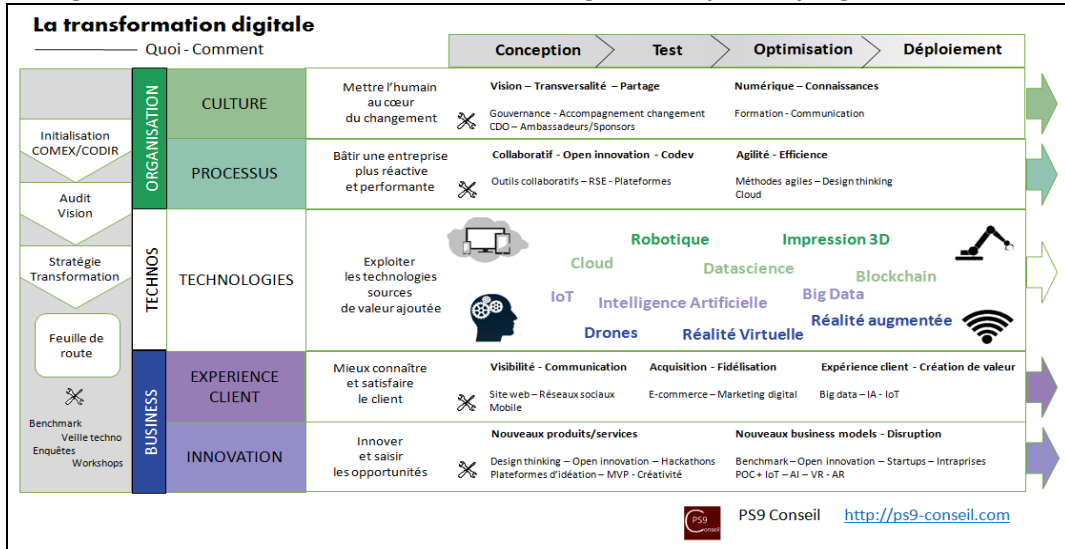 La transformation digitale
Quoi - Comment
Conception
Test
Optimisation
Déploiement
Initialisation
COMEX/CODIR
Audit
Vision
Stratégie
Transformation
Feuille de
route
Benchmark
Veille techno
Enquêtes
Workshops
ORGANISATION
CULTURE
Mettre l'humain
au cœur
du changement
Vision – Transversalité – Partage
Gouvernance - Accompagnement changement
CDO – Ambassadeurs/Sponsors
Numérique – Connaissances
Formation - Communication
PROCESSUS
Bâtir une entreprise
plus réactive
et performante
Collaboratif - Open innovation - Codev
Outils collaboratifs – RSE - Plateformes
Agilité - Efficience
Méthodes agiles – Design thinking
Cloud
TECHNOS
TECHNOLOGIES
Exploiter
les technologies
sources
de valeur ajoutée
Robotique
Impression 3D
Cloud
Datascience
Blockchain
IoT
Intelligence Artificielle
Big Data
Drones
Réalité Virtuelle
Réalité augmentée
BUSINESS
EXPERIENCE
CLIENT
Mieux connaître
et satisfaire
le client
Visibilité - Communication
Site web – Réseaux sociaux
Mobile
Acquisition - Fidélisation
E-commerce – Marketing digital
Expérience client - Création de valeur
Big data – IA - IoT
INNOVATION
Innover
et saisir
les opportunités
Nouveaux produits/services
Design thinking – Open innovation – Hackathons
Plateformes d'idéation – MVP - Créativité
Nouveaux business models - Disruption
Benchmark – Open innovation – Startups – Intraprises
POC + IoT – AI – VR - AR
PS9
Conseil
PS9 Conseil
http://ps9-conseil.com